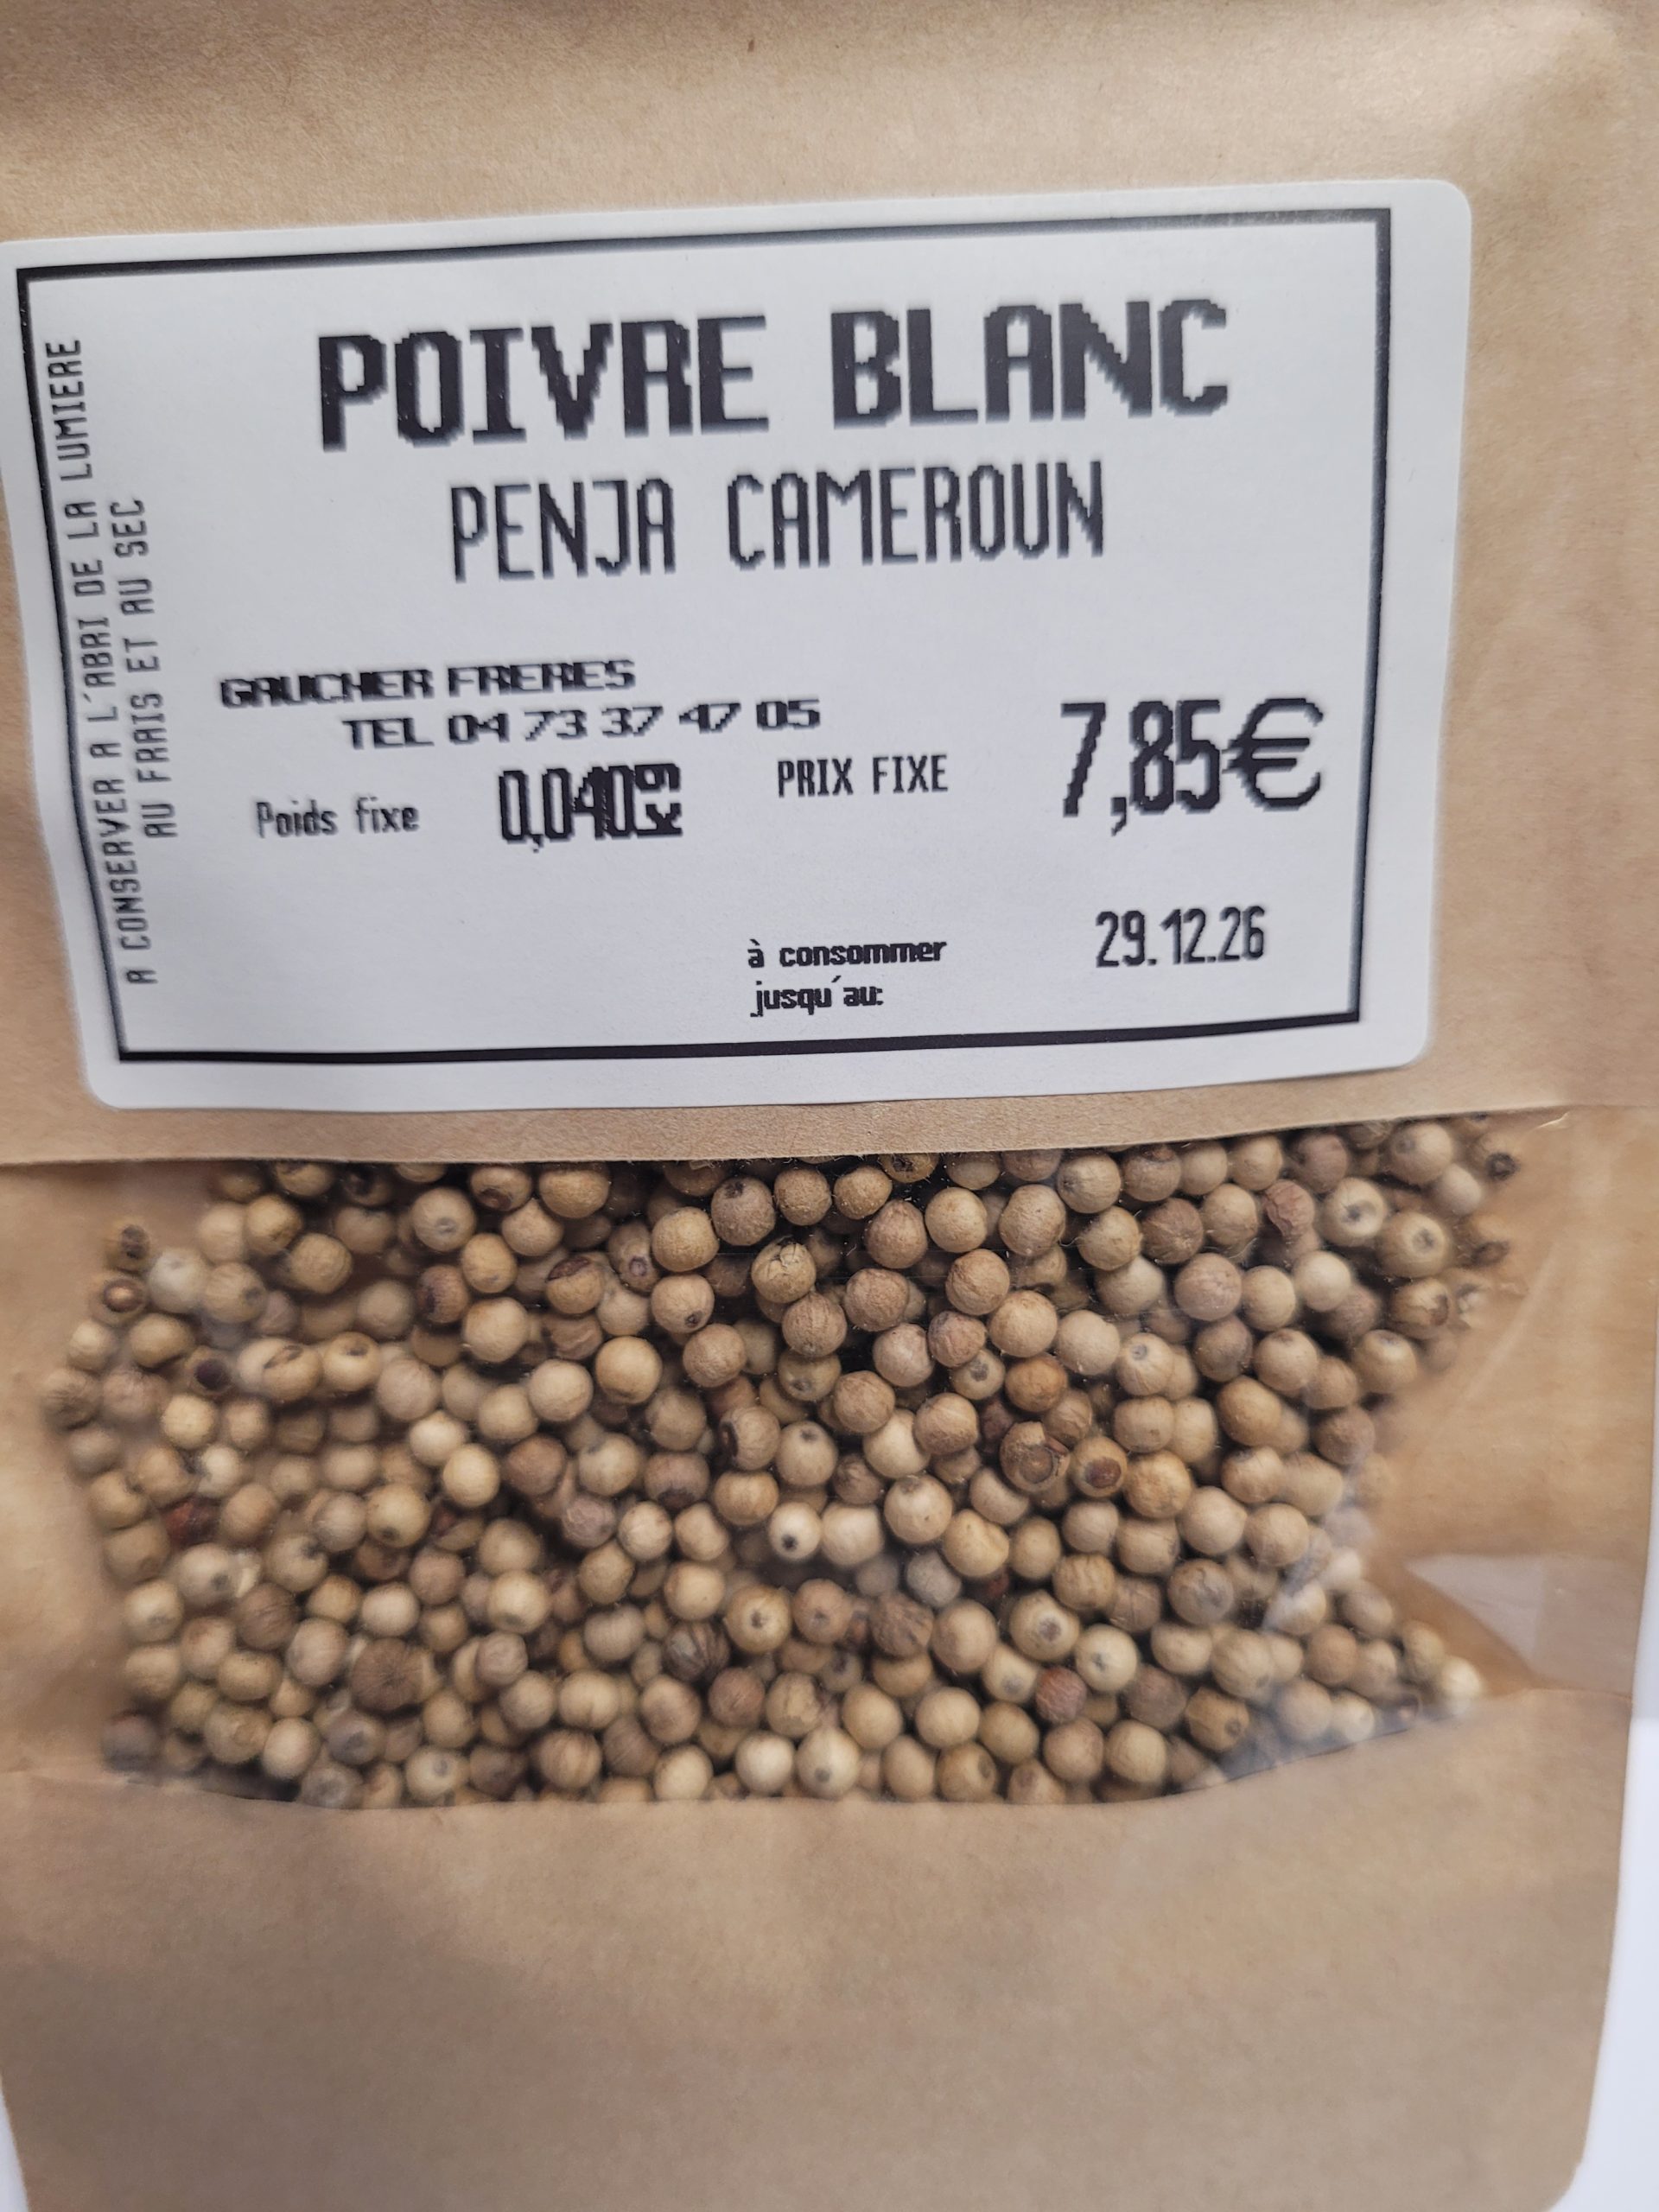 POIVRE BLANC
PENJA CAMEROUN
GAUCHER FRERES
TEL 04 73 37 47 05
Poids fixe 0,040kg PRIX FIXE 7,85€
à consommer 29.12.26
jusqu'au:
A CONSERVER A L'ABRI DE LA LUMIERE
AU FRAIS ET AU SEC